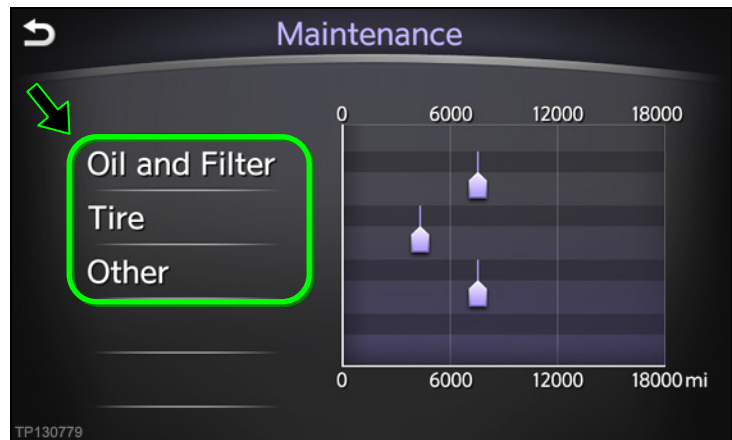 Maintenance
0 6000 12000 18000
Oil and Filter
Tire
Other
0 6000 12000 18000 mi
TP130779